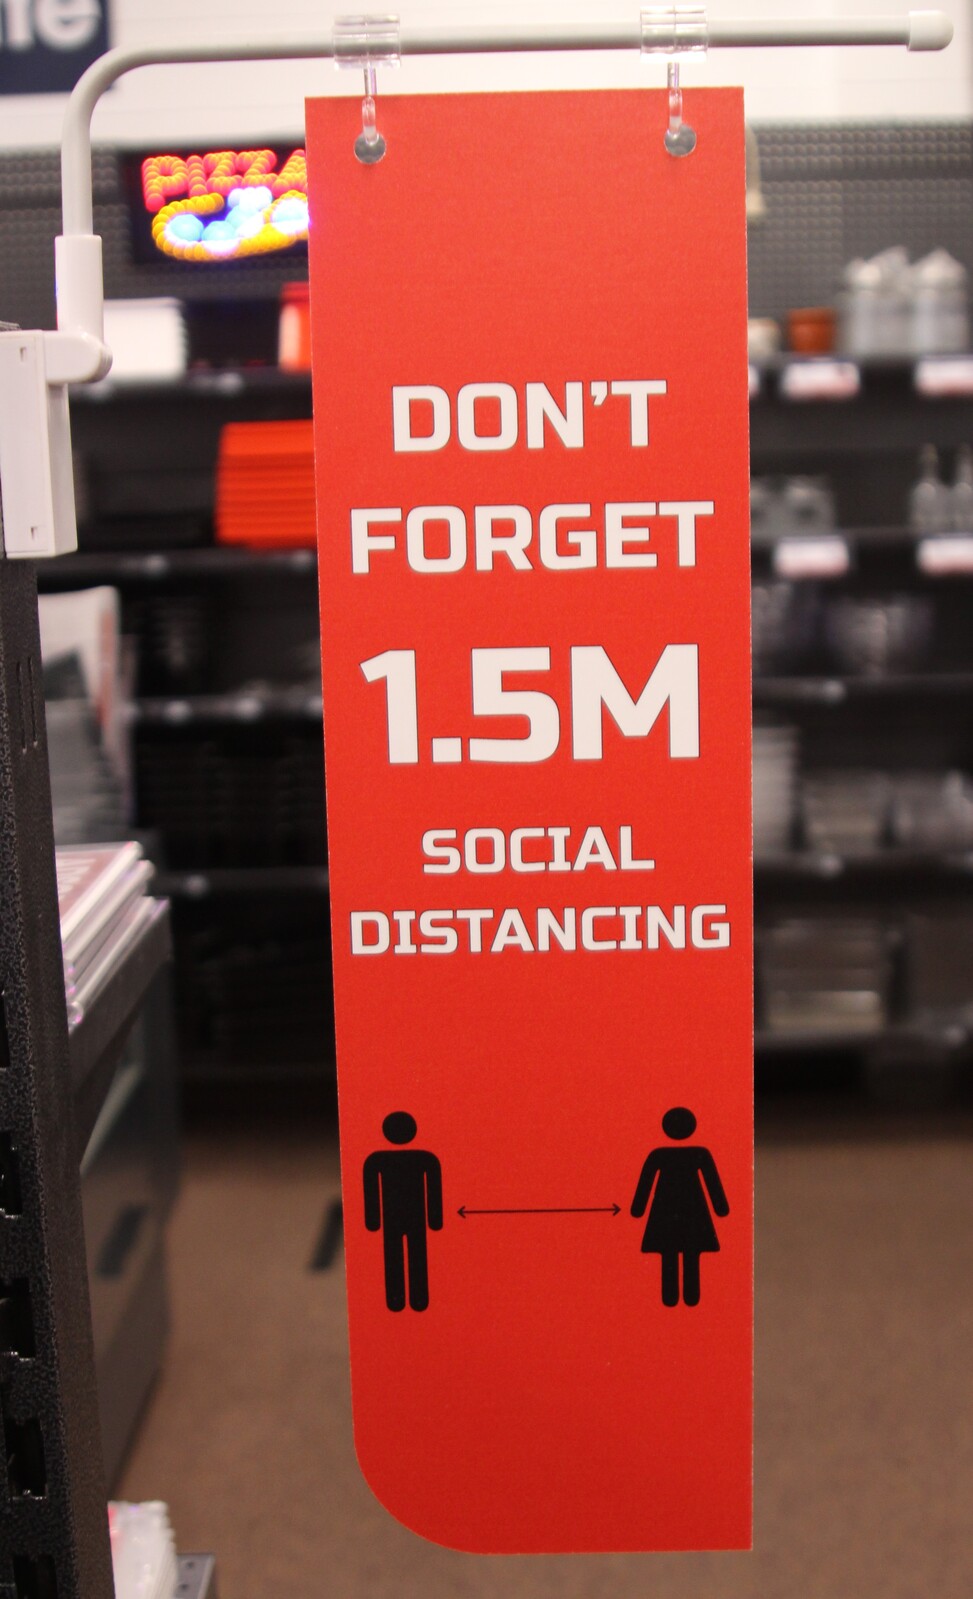 PIZZA
DON'T
FORGET
1.5M
SOCIAL
DISTANCING